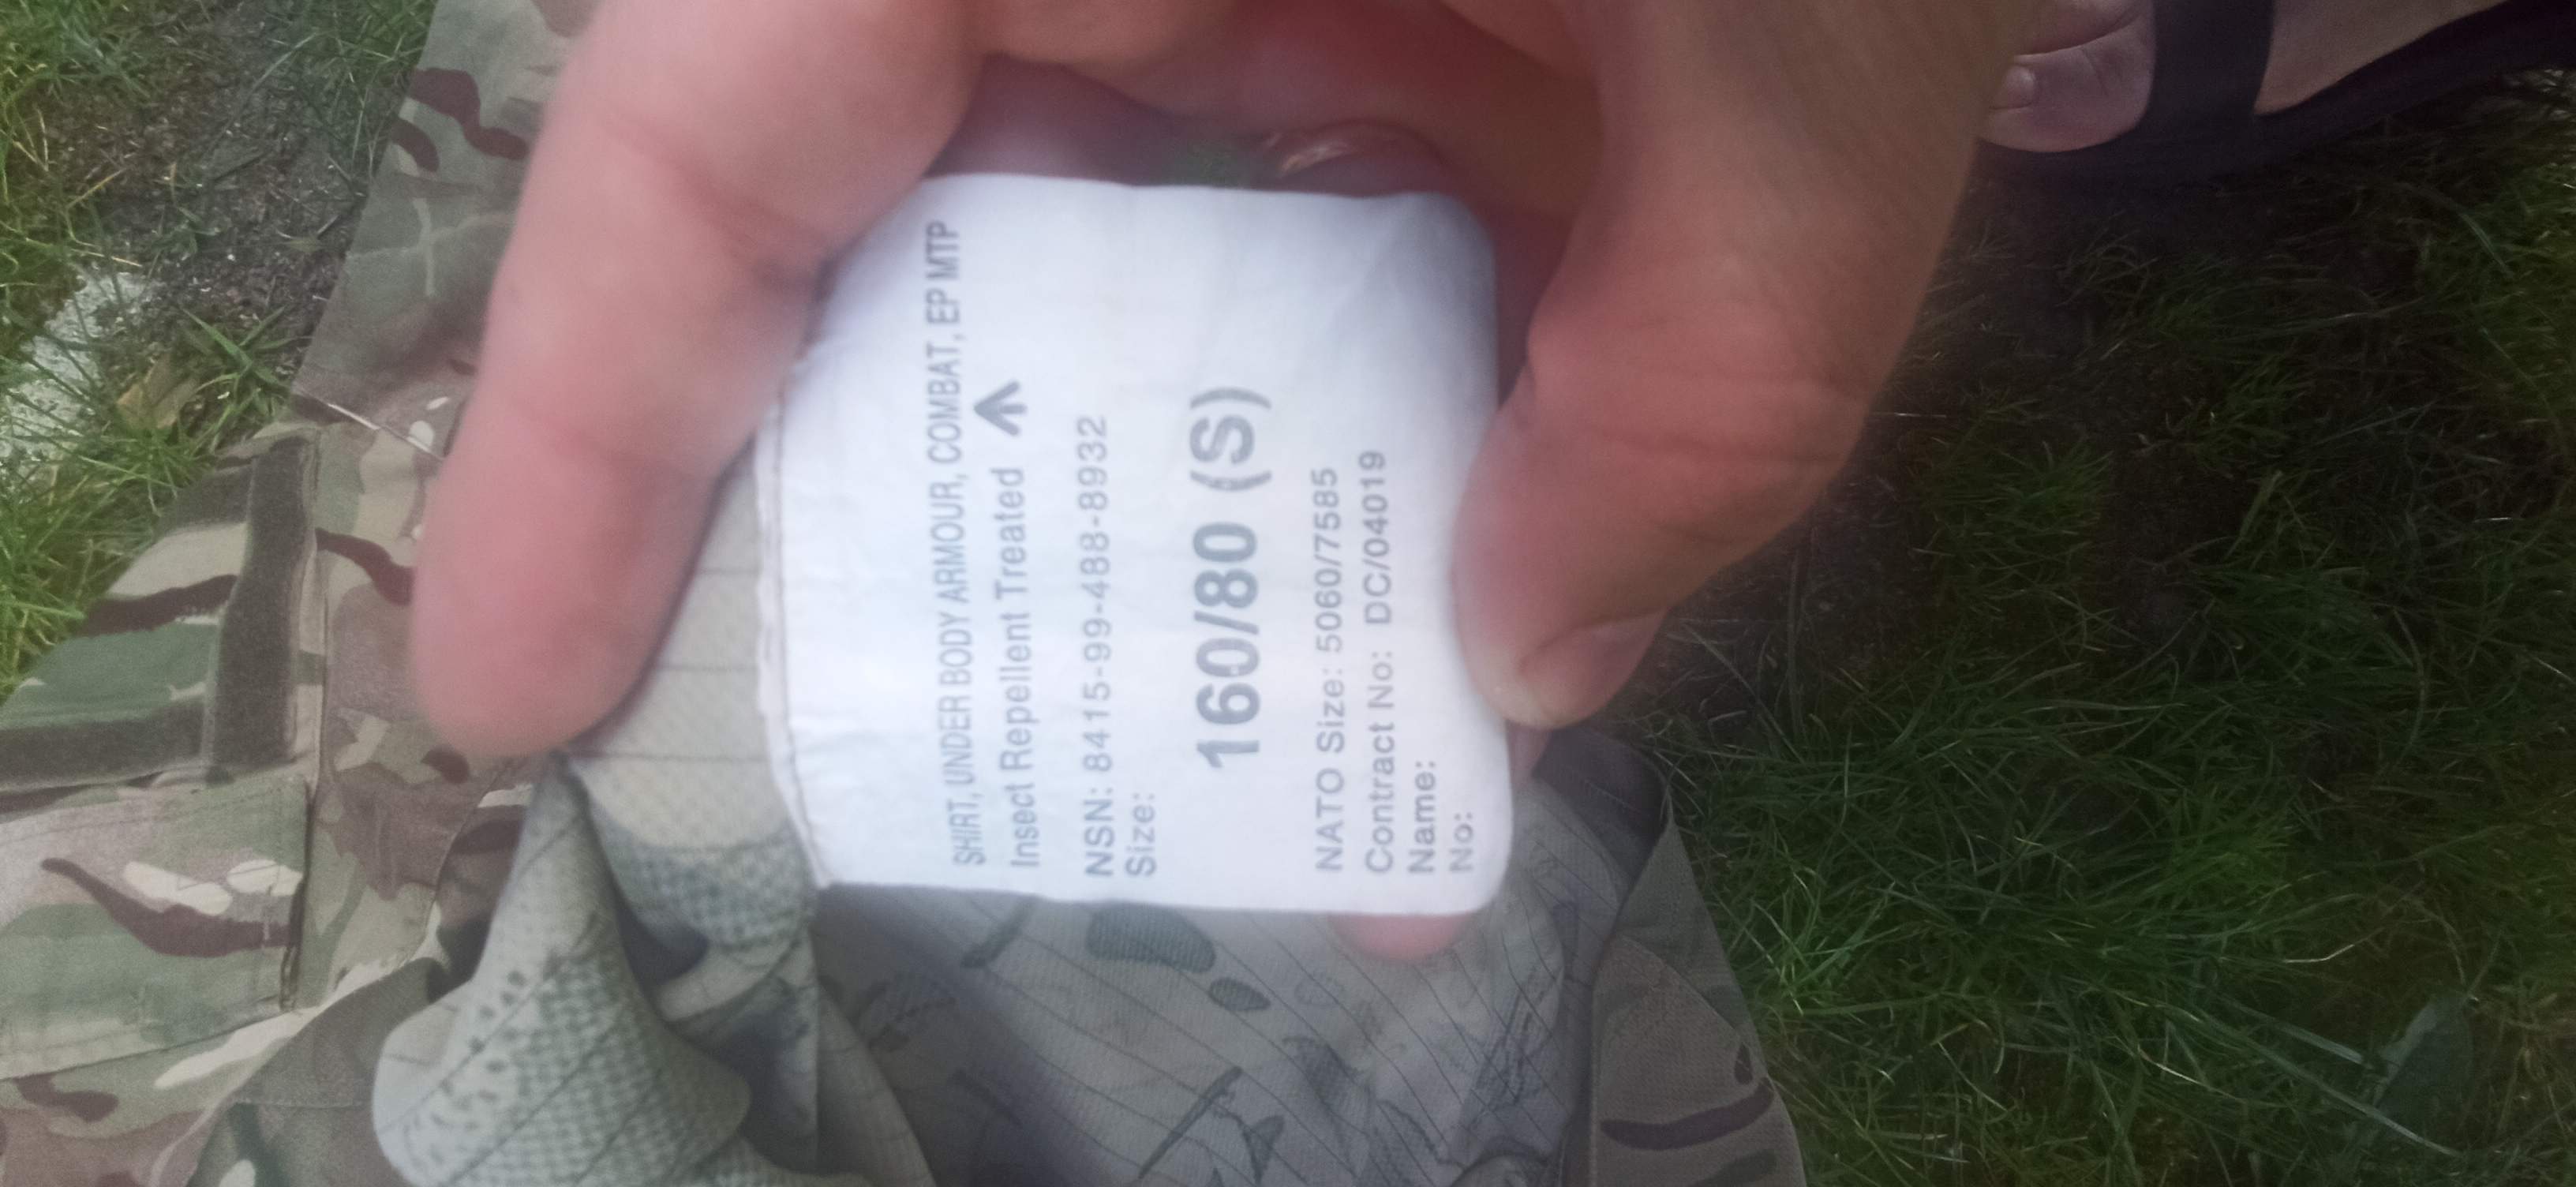 SHIRT, UNDER BODY ARMOUR, COMBAT, EP MTP
Insect Repellent Treated
NSN: 8415-99-488-8932
Size:
160/80 (S)
NATO Size: 5060/7585
Contract No: DC/04019
Name:
No: